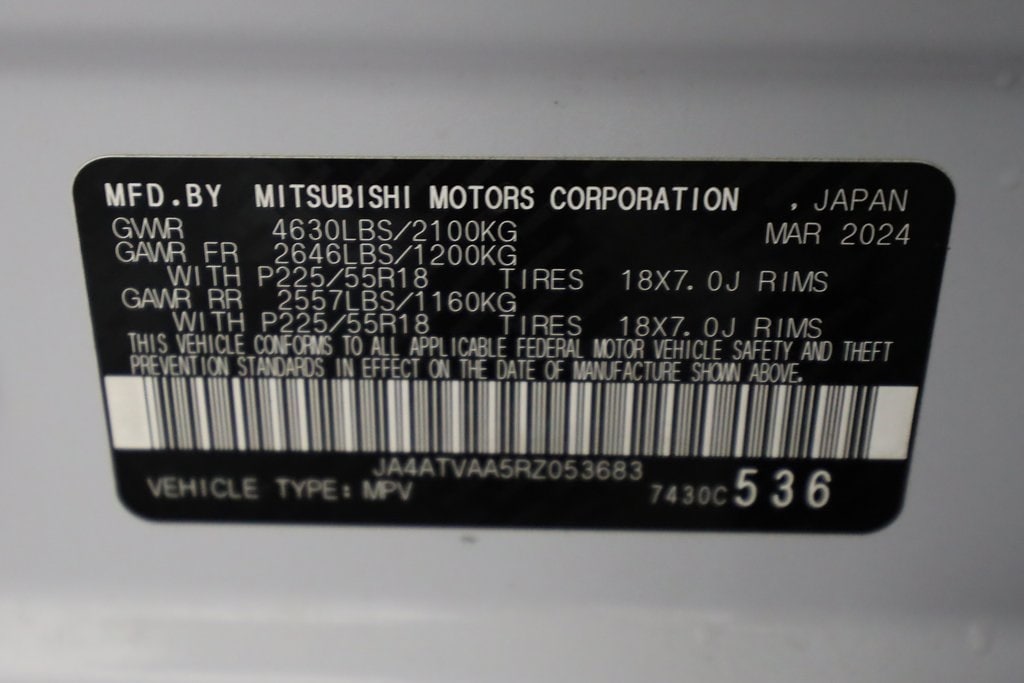 MFD.BY MITSUBISHI MOTORS CORPORATION , JAPAN
GVWR 4630LBS/2100KG MAR 2024
GAWR FR 2646LBS/1200KG
WITH P225/55R18 TIRES 18X7.0J RIMS
GAWR RR 2557LBS/1160KG
WITH P225/55R18 TIRES 18X7.0J RIMS
THIS VEHICLE CONFORMS TO ALL APPLICABLE FEDERAL MOTOR VEHICLE SAFETY AND THEFT
PREVENTION STANDARDS IN EFFECT ON THE DATE OF MANUFACTURE SHOWN ABOVE.
JA4ATVAA5RZ053683
VEHICLE TYPE: MPV 7430C 536